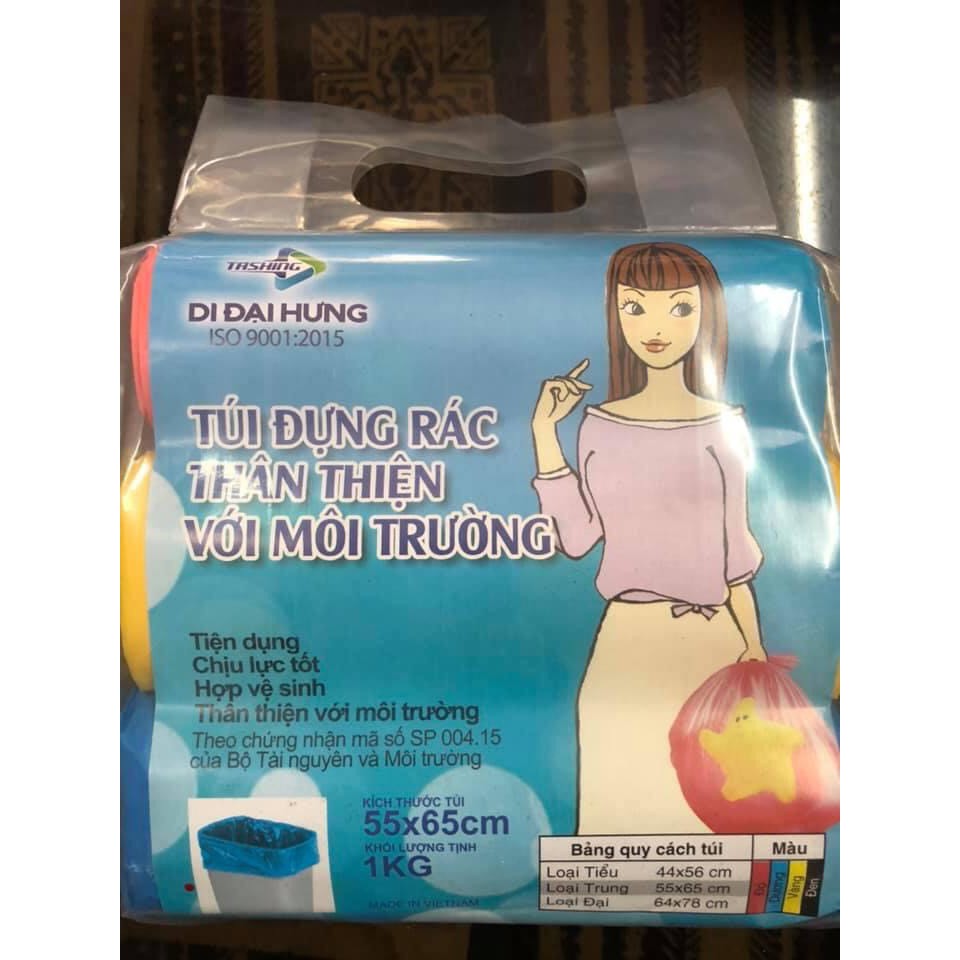 TASHING
DI ĐẠI HƯNG
ISO 9001:2015
TÚI ĐỰNG RÁC
THÂN THIỆN
VỚI MÔI TRƯỜNG
Tiện dụng
Chịu lực tốt
Hợp vệ sinh
Thân thiện với môi trường
Theo chứng nhận mã số SP 004.15
của Bộ Tài nguyên và Môi trường
KÍCH THƯỚC TÚI
55x65cm
KHỐI LƯỢNG TỊNH
1KG
MADE IN VIETNAM
Bảng quy cách túi Màu
Loại Tiểu 44x56 cm
Loại Trung 55x65 cm
Loại Đại 64x78 cm
Đỏ
Dương
Vàng
Đen